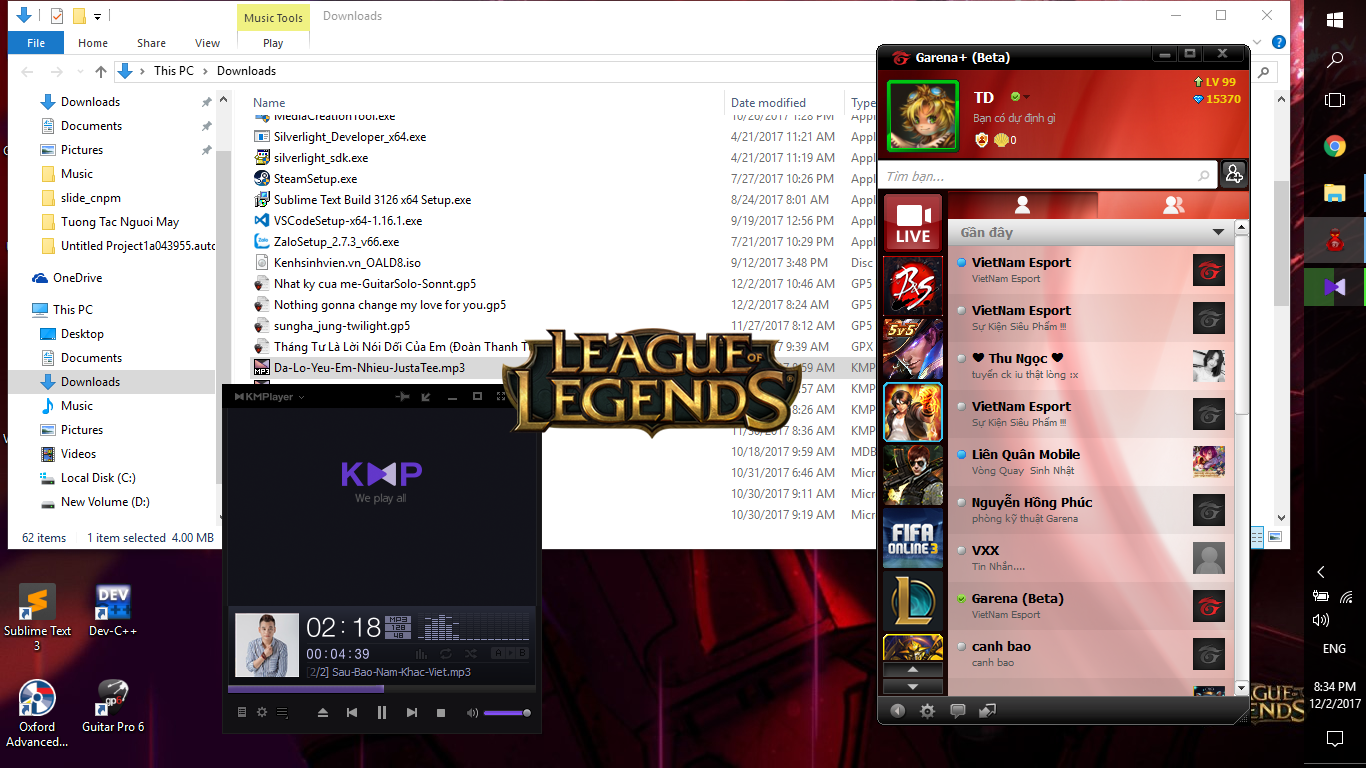 Music Tools
Downloads
File
Home
Share
View
Play
This PC
Downloads
Downloads
Documents
Pictures
Music
slide_cnpm
Tuong Tac Nguoi May
Untitled Project1a043955.auto
OneDrive
This PC
Desktop
Documents
Downloads
Music
Pictures
Videos
Local Disk (C:)
New Volume (D:)
Name Date modified Type
MediaCreationTool.exe 10/26/2017 1:28 PM Appl
Silverlight_Developer_x64.exe 4/21/2017 11:21 AM Appl
silverlight_sdk.exe 4/21/2017 11:19 AM Appl
SteamSetup.exe 7/27/2017 10:26 PM Appl
Sublime Text Build 3126 x64 Setup.exe 8/24/2017 8:01 AM Appl
VSCodeSetup-x64-1.16.1.exe 9/19/2017 12:56 PM Appl
ZaloSetup_2.7.3_v66.exe 7/21/2017 10:29 PM Appl
Kenhsinhvien.vn_OALD8.iso 9/12/2017 3:48 PM Disc
Nhat ky cua me-GuitarSolo-Sonnt.gp5 12/2/2017 10:46 AM GP5
Nothing gonna change my love for you.gp5 12/2/2017 8:24 AM GP5
sungha_jung-twilight.gp5 11/27/2017 8:12 AM GP5
Tháng Tư Là Lời Nói Dối Của Em (Đoàn Thanh T 7 9:39 AM GPX
Da-Lo-Yeu-Em-Nhieu-JustaTee.mp3 8:59 AM KMP
:57 AM KMP
8:26 AM KMP
11/30/2017 8:36 AM KMP
10/18/2017 9:59 AM MDB
10/31/2017 6:46 AM Micr
10/30/2017 9:11 AM Micr
10/30/2017 9:19 AM Micr
62 items 1 item selected 4.00 MB
LEAGUE OF LEGENDS®
KMPlayer
KMP
We play all
02:18
MP3
128
48
00:04:39
A B
[2/2] Sau-Bao-Nam-Khac-Viet.mp3
Garena+ (Beta)
TD
LV 99
15370
Bạn có dự định gì
0
Tìm bạn...
LIVE
BxS
5V5
FIFA
ONLINE 3
L
Gần đây
VietNam Esport
VietNam Esport
VietNam Esport
Sự Kiện Siêu Phẩm !!!
♥ Thu Ngọc ♥
tuyển ck iu thật lòng :x
VietNam Esport
Sự Kiện Siêu Phẩm !!!
Liên Quân Mobile
Vòng Quay Sinh Nhật
Nguyễn Hồng Phúc
phòng kỹ thuật Garena
VXX
Tin Nhắn....
Garena (Beta)
VietNam Esport
canh bao
canh bao
Sublime Text
3
DEV
Dev-C++
Oxford
Advanced...
gp6
Guitar Pro 6
AGUE OF
GENDS
ENG
8:34 PM
12/2/2017